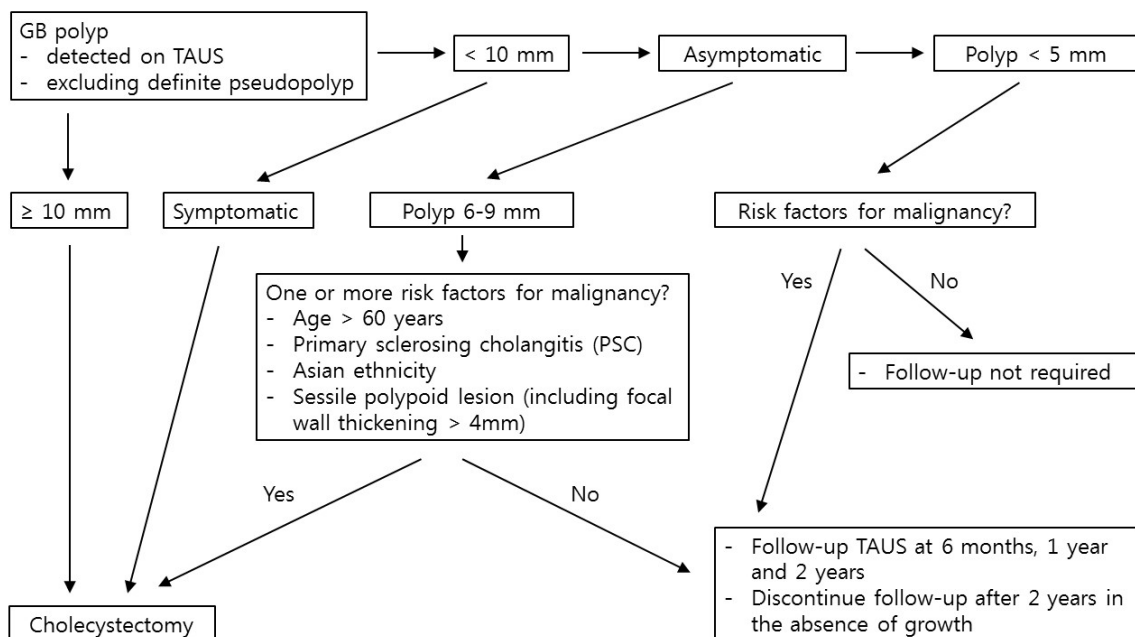 GB polyp
- detected on TAUS
- excluding definite pseudopolyp
< 10 mm
Asymptomatic
Polyp < 5 mm
≥ 10 mm
Symptomatic
Polyp 6-9 mm
Risk factors for malignancy?
One or more risk factors for malignancy?
- Age > 60 years
- Primary sclerosing cholangitis (PSC)
- Asian ethnicity
- Sessile polypoid lesion (including focal
wall thickening > 4mm)
Yes
No
- Follow-up not required
Yes
No
- Follow-up TAUS at 6 months, 1 year
and 2 years
- Discontinue follow-up after 2 years in
the absence of growth
Cholecystectomy